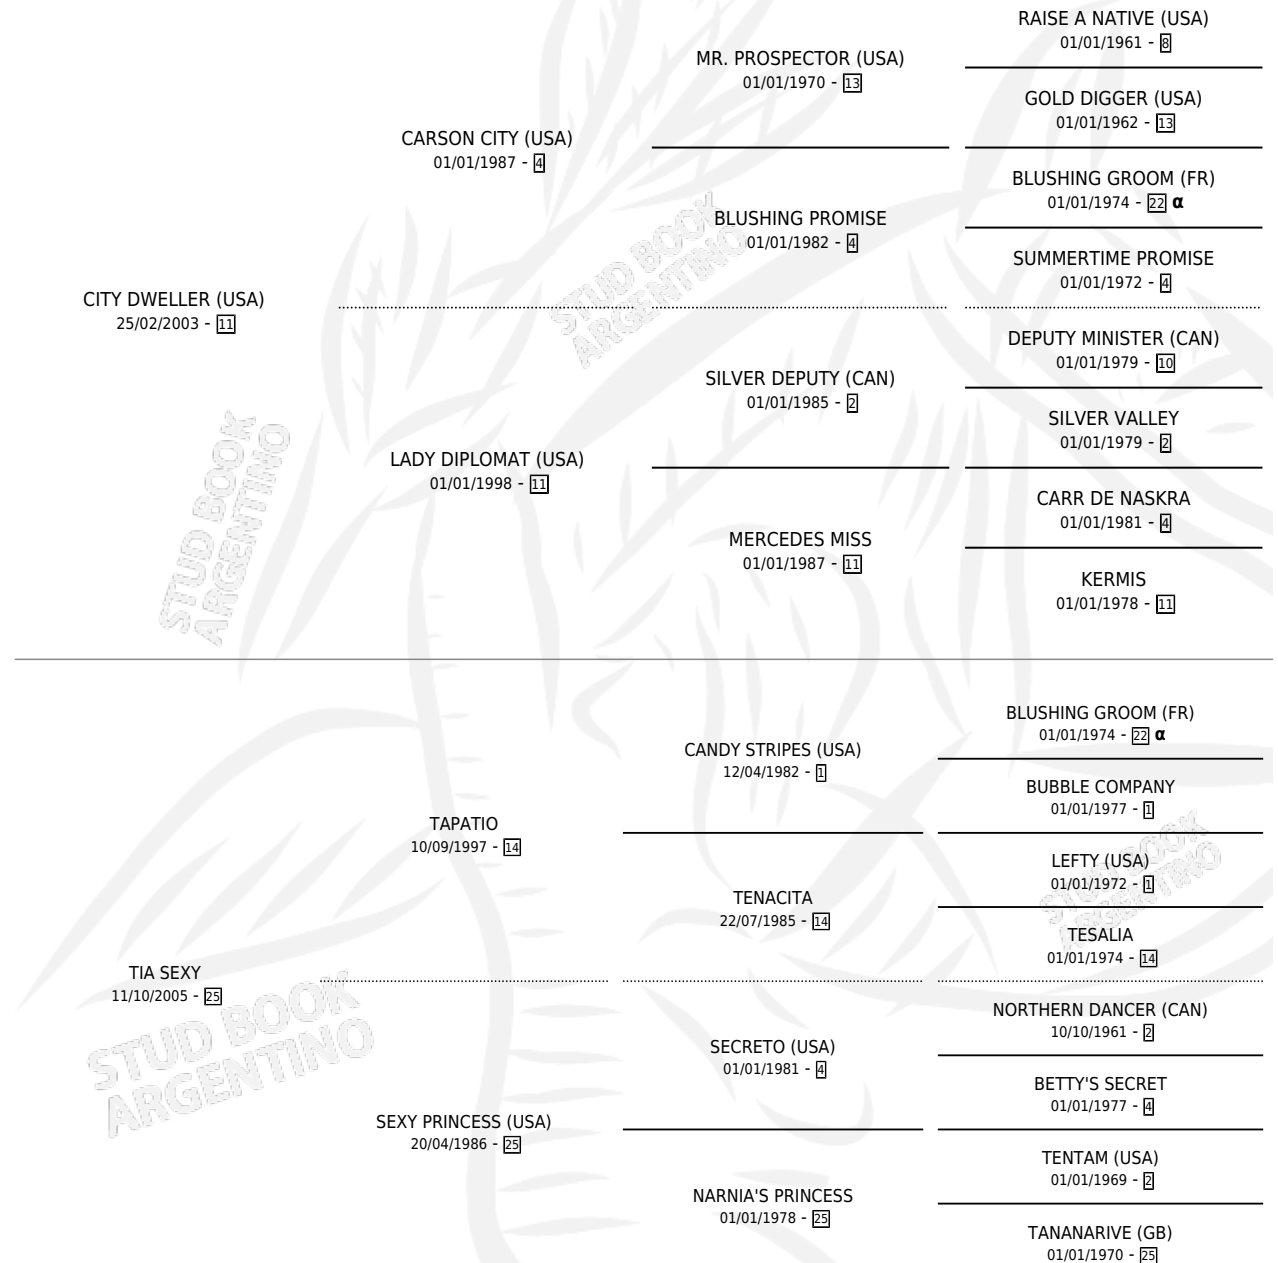 RAISE A NATIVE (USA)
01/01/1961 - 8
MR. PROSPECTOR (USA)
01/01/1970 - 13
GOLD DIGGER (USA)
01/01/1962 - 13
CARSON CITY (USA)
01/01/1987 - 4
BLUSHING GROOM (FR)
01/01/1974 - 22 α
BLUSHING PROMISE
01/01/1982 - 4
SUMMERTIME PROMISE
01/01/1972 - 4
CITY DWELLER (USA)
25/02/2003 - 11
DEPUTY MINISTER (CAN)
01/01/1979 - 10
SILVER DEPUTY (CAN)
01/01/1985 - 2
SILVER VALLEY
01/01/1979 - 2
LADY DIPLOMAT (USA)
01/01/1998 - 11
CARR DE NASKRA
01/01/1981 - 4
MERCEDES MISS
01/01/1987 - 11
KERMIS
01/01/1978 - 11
BLUSHING GROOM (FR)
01/01/1974 - 22 α
CANDY STRIPES (USA)
12/04/1982 - 1
BUBBLE COMPANY
01/01/1977 - 1
TAPATIO
10/09/1997 - 14
LEFTY (USA)
01/01/1972 - 1
TENACITA
22/07/1985 - 14
TESALIA
01/01/1974 - 14
TIA SEXY
11/10/2005 - 25
NORTHERN DANCER (CAN)
10/10/1961 - 2
SECRETO (USA)
01/01/1981 - 4
BETTY'S SECRET
01/01/1977 - 4
SEXY PRINCESS (USA)
20/04/1986 - 25
TENTAM (USA)
01/01/1969 - 2
NARNIA'S PRINCESS
01/01/1978 - 25
TANANARIVE (GB)
01/01/1970 - 25
STUD BOOK
ARGENTINO
STUD BOOK
ARGENTINO
STUD BOOK
ARGENTINO
STUD BOOK
ARGENTINO